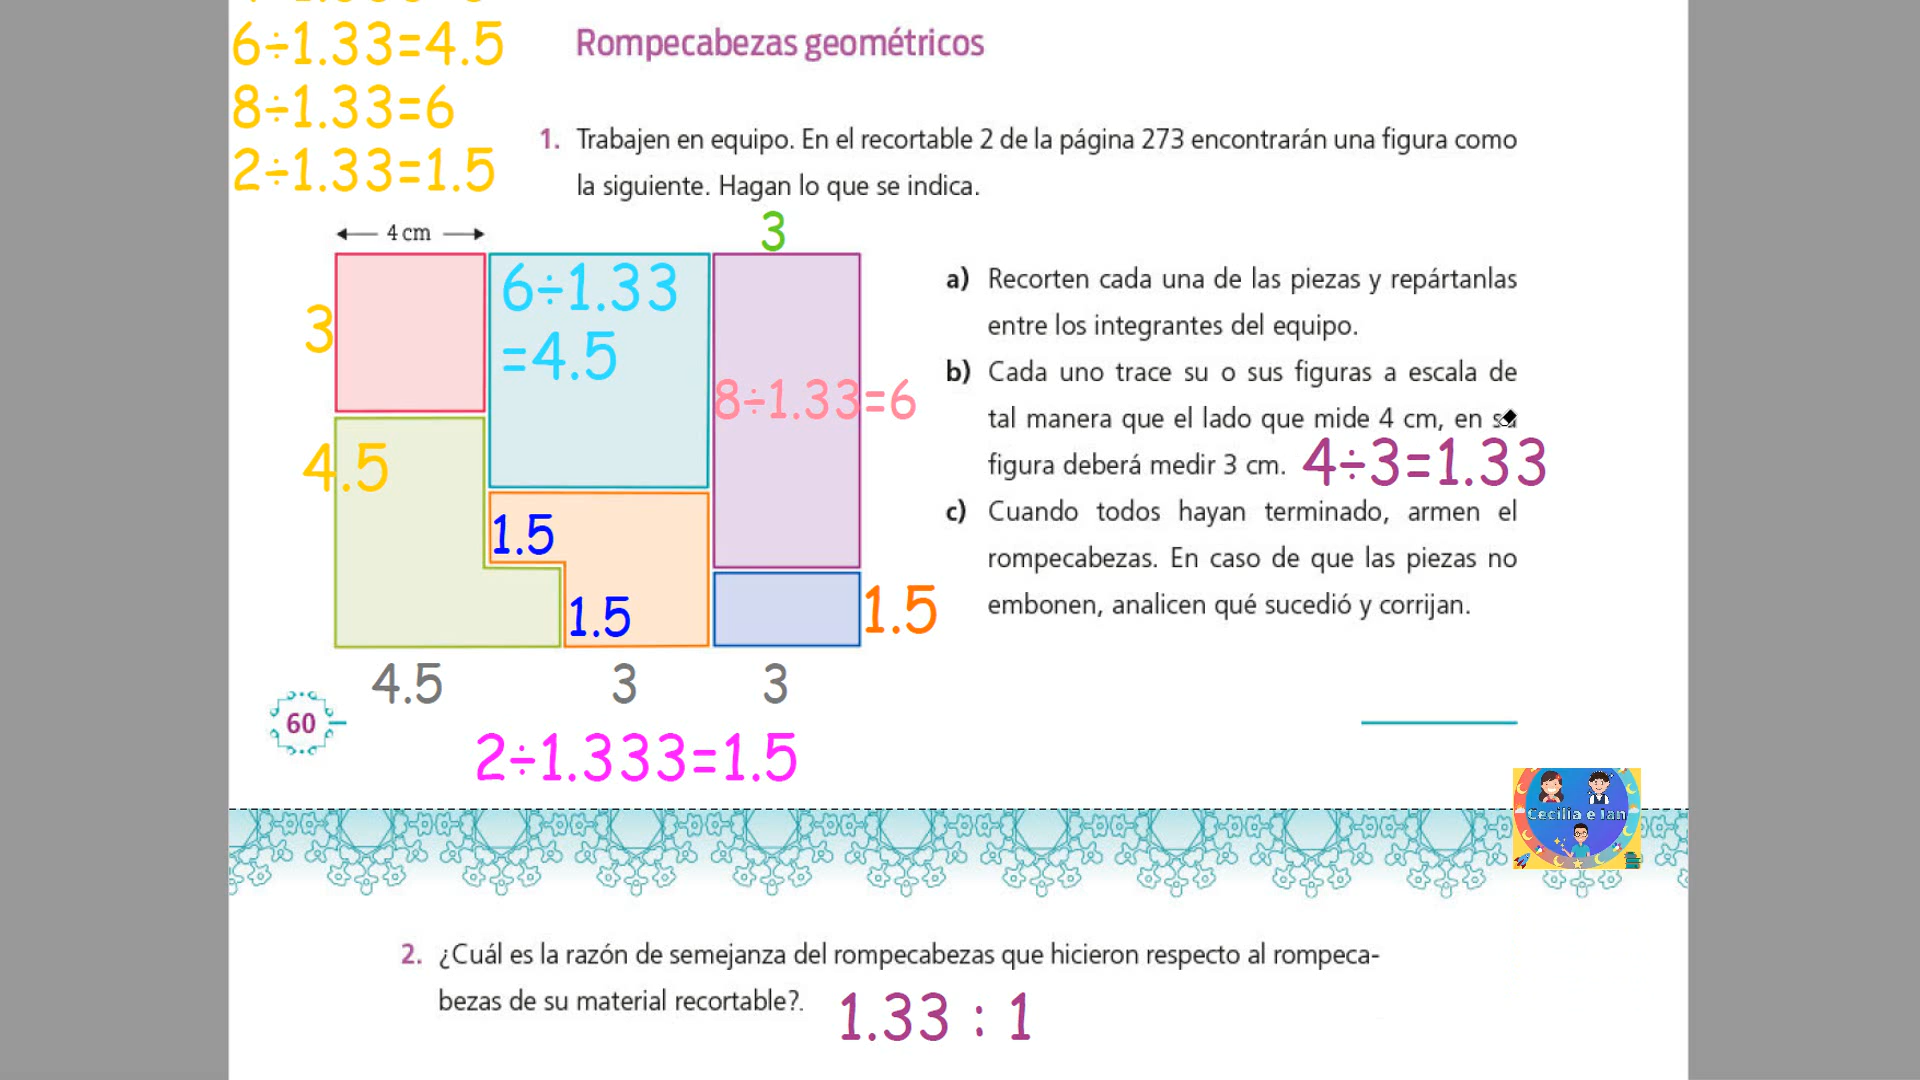 6÷1.33=4.5
8÷1.33=6
2÷1.33=1.5
Rompecabezas geométricos
1. Trabajen en equipo. En el recortable 2 de la página 273 encontrarán una figura como
la siguiente. Hagan lo que se indica.
4 cm
3
3
6÷1.33
=4.5
8÷1.33=6
4.5
1.5
1.5
1.5
4.5
3
3
2÷1.333=1.5
a) Recorten cada una de las piezas y repártanlas
entre los integrantes del equipo.
b) Cada uno trace su o sus figuras a escala de
tal manera que el lado que mide 4 cm, en su
figura deberá medir 3 cm. 4÷3=1.33
c) Cuando todos hayan terminado, armen el
rompecabezas. En caso de que las piezas no
embonen, analicen qué sucedió y corrijan.
60
Cecilia e Ian
2. ¿Cuál es la razón de semejanza del rompecabezas que hicieron respecto al rompeca-
bezas de su material recortable?. 1.33 : 1